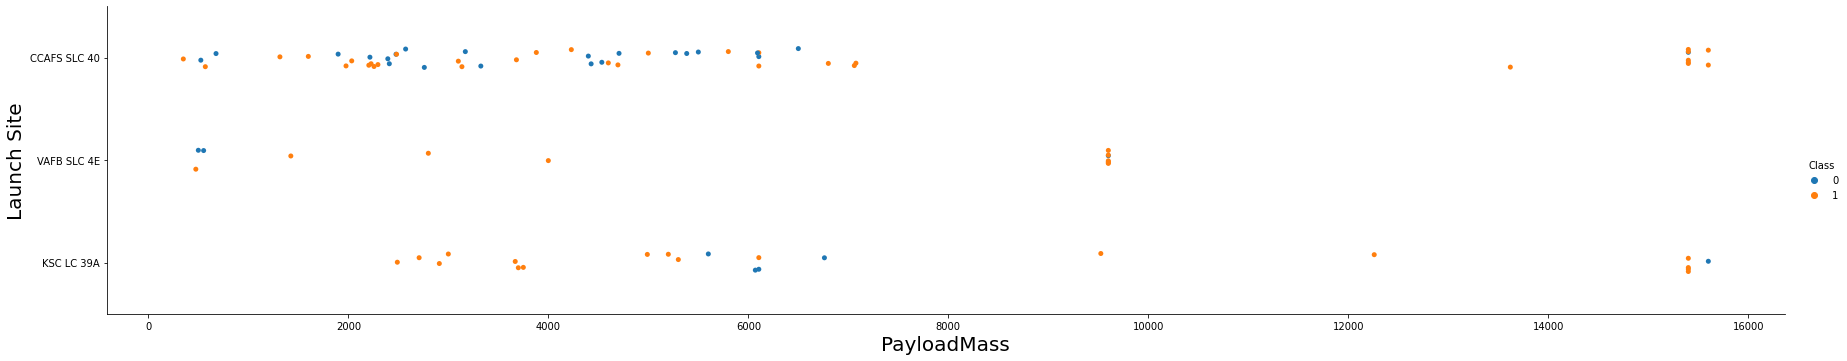 Launch Site
CCAFS SLC 40
VAFB SLC 4E
KSC LC 39A
0 2000 4000 6000 8000 10000 12000 14000 16000
PayloadMass
Class
0
1